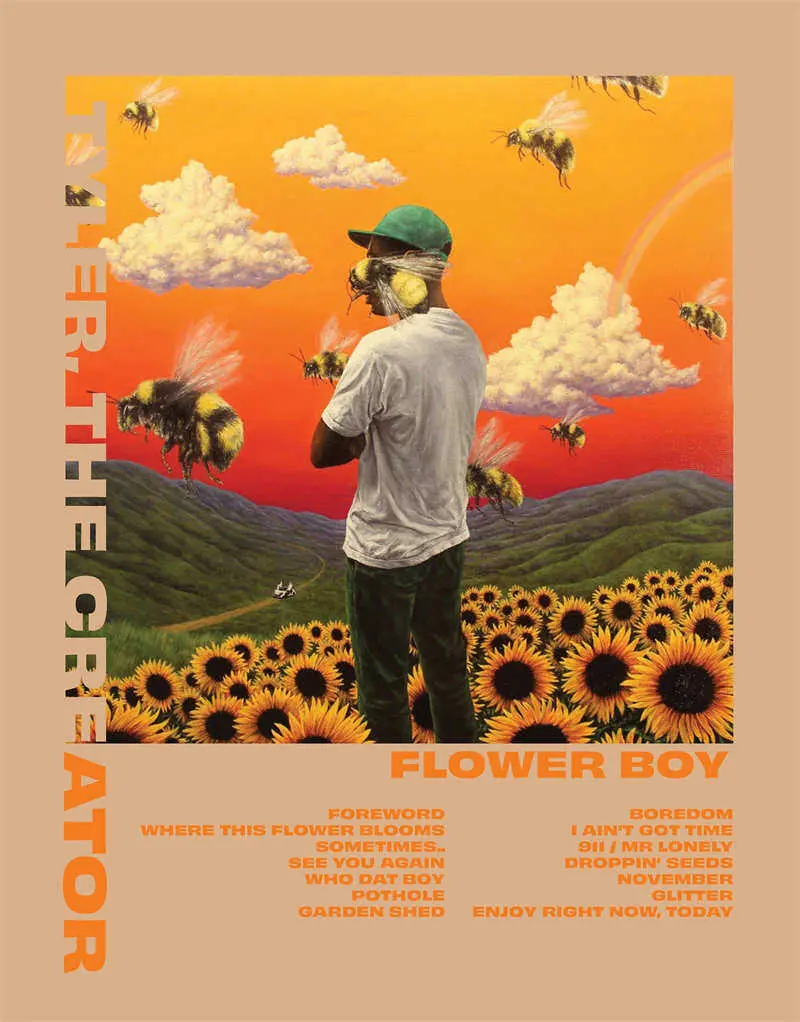 TYLER, THE CREATOR
FLOWER BOY
FOREWORD
WHERE THIS FLOWER BLOOMS
SOMETIMES..
SEE YOU AGAIN
WHO DAT BOY
POTHOLE
GARDEN SHED
BOREDOM
I AIN'T GOT TIME
911 / MR LONELY
DROPPIN' SEEDS
NOVEMBER
GLITTER
ENJOY RIGHT NOW, TODAY